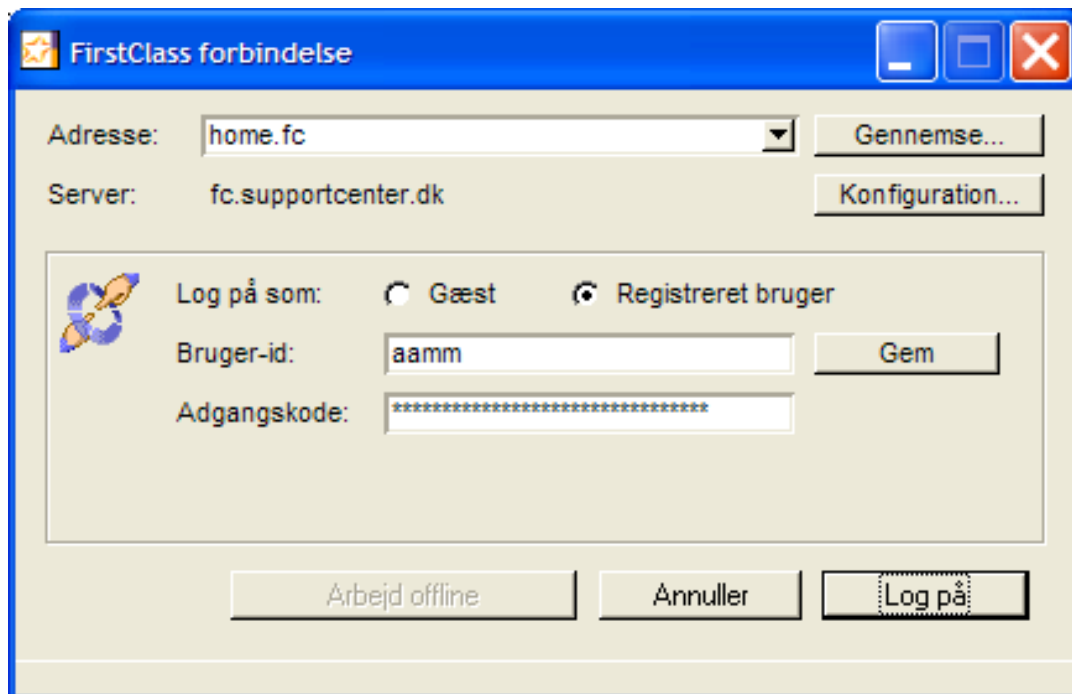 FirstClass forbindelse
Adresse: home.fc Gennemse...
Server: fc.supportcenter.dk Konfiguration...
Log på som: Gæst Registreret bruger
Bruger-id: aamm Gem
Adgangskode: ********************************
Arbejd offline Annuller Log på